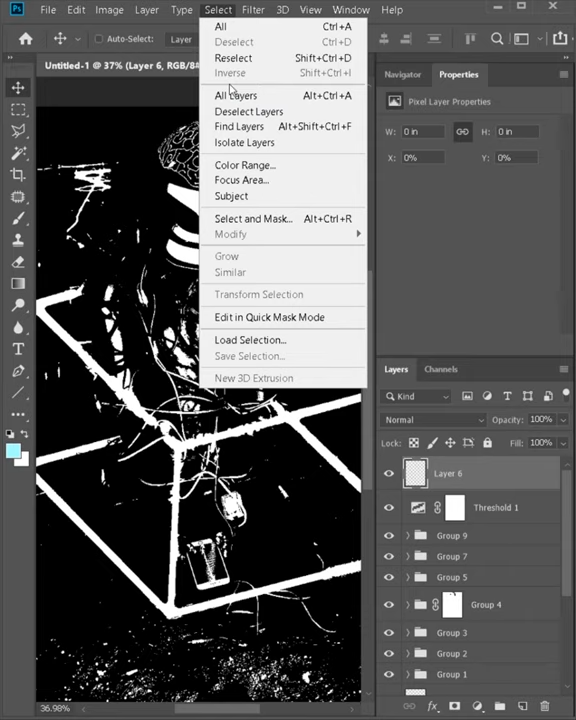 Ps File Edit Image Layer Type Select Filter 3D View Window Help
Auto-Select: Layer
Untitled-1 @ 37% (Layer 6, RGB/8#
All Ctrl+A
Deselect Ctrl+D
Reselect Shift+Ctrl+D
Inverse Shift+Ctrl+I
All Layers Alt+Ctrl+A
Deselect Layers
Find Layers Alt+Shift+Ctrl+F
Isolate Layers
Color Range...
Focus Area...
Subject
Select and Mask... Alt+Ctrl+R
Modify
Grow
Similar
Transform Selection
Edit in Quick Mask Mode
Load Selection...
Save Selection...
New 3D Extrusion
Navigator Properties
Pixel Layer Properties
W: 0 in H: 0 in
X: 0% Y: 0%
Layers Channels
Kind
Normal Opacity: 100%
Lock: Fill: 100%
Layer 6
Threshold 1
Group 9
Group 7
Group 5
Group 4
Group 3
Group 2
Group 1
36.98%
fx